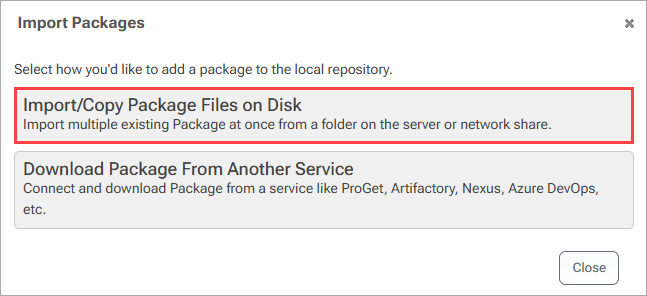 Import Packages
×
Select how you'd like to add a package to the local repository.
Import/Copy Package Files on Disk
Import multiple existing Package at once from a folder on the server or network share.
Download Package From Another Service
Connect and download Package from a service like ProGet, Artifactory, Nexus, Azure DevOps,
etc.
Close